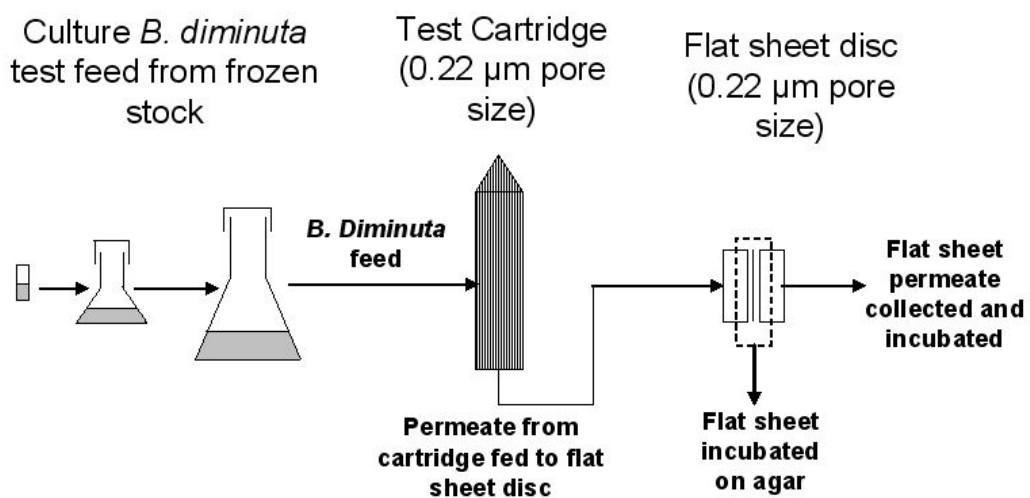 Culture B. diminuta
test feed from frozen
stock
Test Cartridge
(0.22 µm pore
size)
Flat sheet disc
(0.22 µm pore
size)
B. Diminuta
feed
Flat sheet
permeate
collected and
incubated
Permeate from
cartridge fed to flat
sheet disc
Flat sheet
incubated
on agar